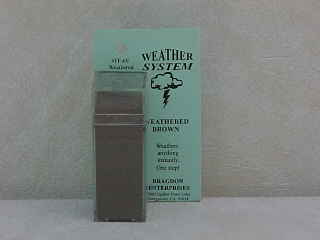 WEATHER
SYSTEM
WEATHERED
BROWN
Weathers
anything
instantly.
One step!
BRAGDON
ENTERPRISES